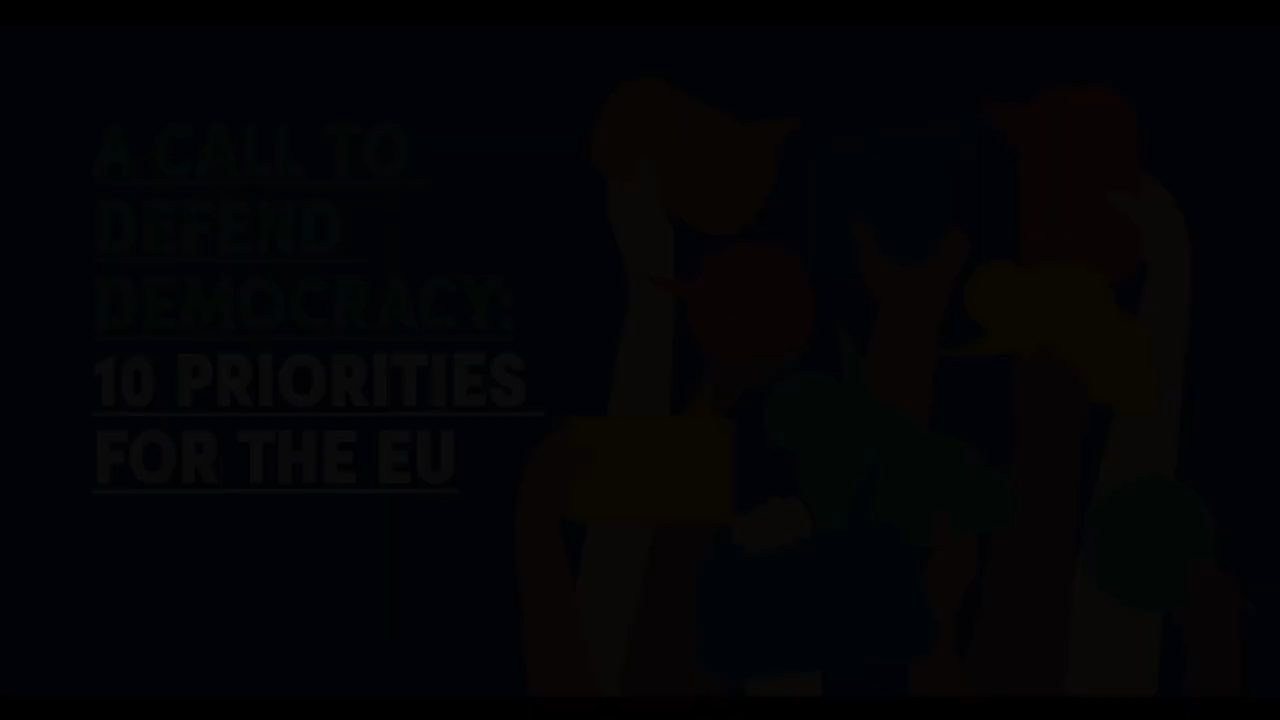 A CALL TO
DEFEND
DEMOCRACY:
10 PRIORITIES
FOR THE EU